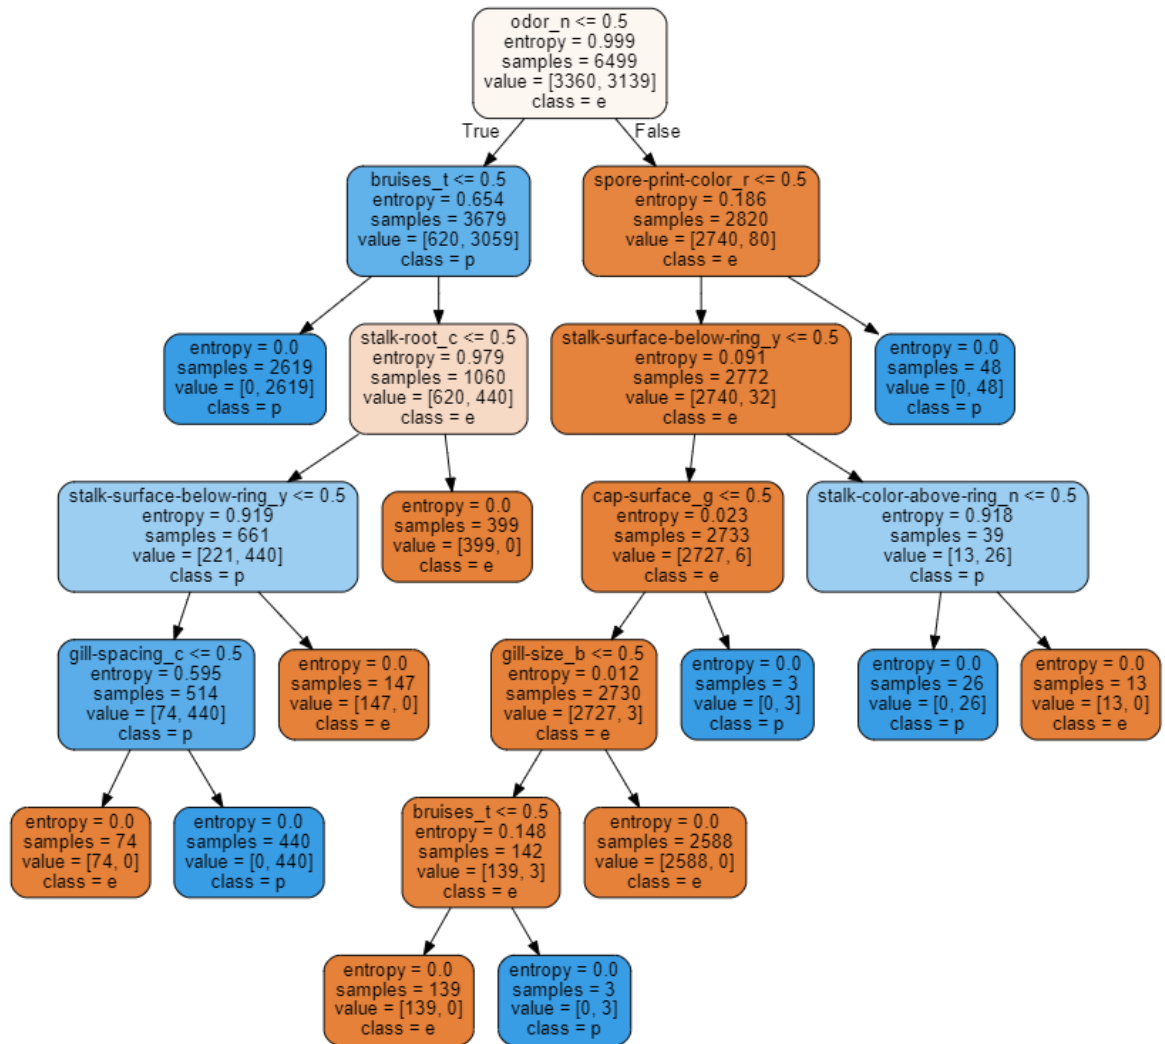 odor_n <= 0.5
entropy = 0.999
samples = 6499
value = [3360, 3139]
class = e
True
False
bruises_t <= 0.5
entropy = 0.654
samples = 3679
value = [620, 3059]
class = p
spore-print-color_r <= 0.5
entropy = 0.186
samples = 2820
value = [2740, 80]
class = e
entropy = 0.0
samples = 2619
value = [0, 2619]
class = p
stalk-root_c <= 0.5
entropy = 0.979
samples = 1060
value = [620, 440]
class = e
stalk-surface-below-ring_y <= 0.5
entropy = 0.091
samples = 2772
value = [2740, 32]
class = e
entropy = 0.0
samples = 48
value = [0, 48]
class = p
stalk-surface-below-ring_y <= 0.5
entropy = 0.919
samples = 661
value = [221, 440]
class = p
entropy = 0.0
samples = 399
value = [399, 0]
class = e
cap-surface_g <= 0.5
entropy = 0.023
samples = 2733
value = [2727, 6]
class = e
stalk-color-above-ring_n <= 0.5
entropy = 0.918
samples = 39
value = [13, 26]
class = p
gill-spacing_c <= 0.5
entropy = 0.595
samples = 514
value = [74, 440]
class = p
entropy = 0.0
samples = 147
value = [147, 0]
class = e
gill-size_b <= 0.5
entropy = 0.012
samples = 2730
value = [2727, 3]
class = e
entropy = 0.0
samples = 3
value = [0, 3]
class = p
entropy = 0.0
samples = 26
value = [0, 26]
class = p
entropy = 0.0
samples = 13
value = [13, 0]
class = e
entropy = 0.0
samples = 74
value = [74, 0]
class = e
entropy = 0.0
samples = 440
value = [0, 440]
class = p
bruises_t <= 0.5
entropy = 0.148
samples = 142
value = [139, 3]
class = e
entropy = 0.0
samples = 2588
value = [2588, 0]
class = e
entropy = 0.0
samples = 139
value = [139, 0]
class = e
entropy = 0.0
samples = 3
value = [0, 3]
class = p